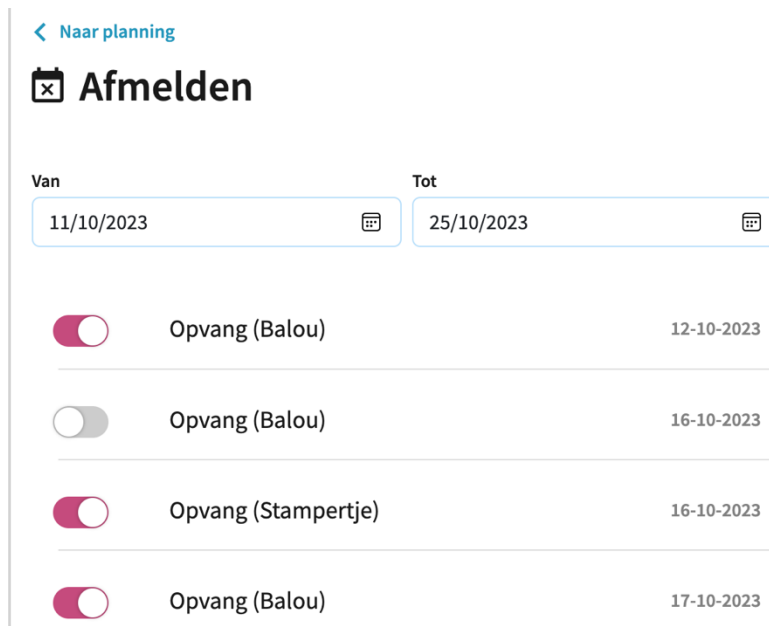 Naar planning
Afmelden
Van Tot
11/10/2023 25/10/2023
Opvang (Balou) 12-10-2023
Opvang (Balou) 16-10-2023
Opvang (Stampertje) 16-10-2023
Opvang (Balou) 17-10-2023